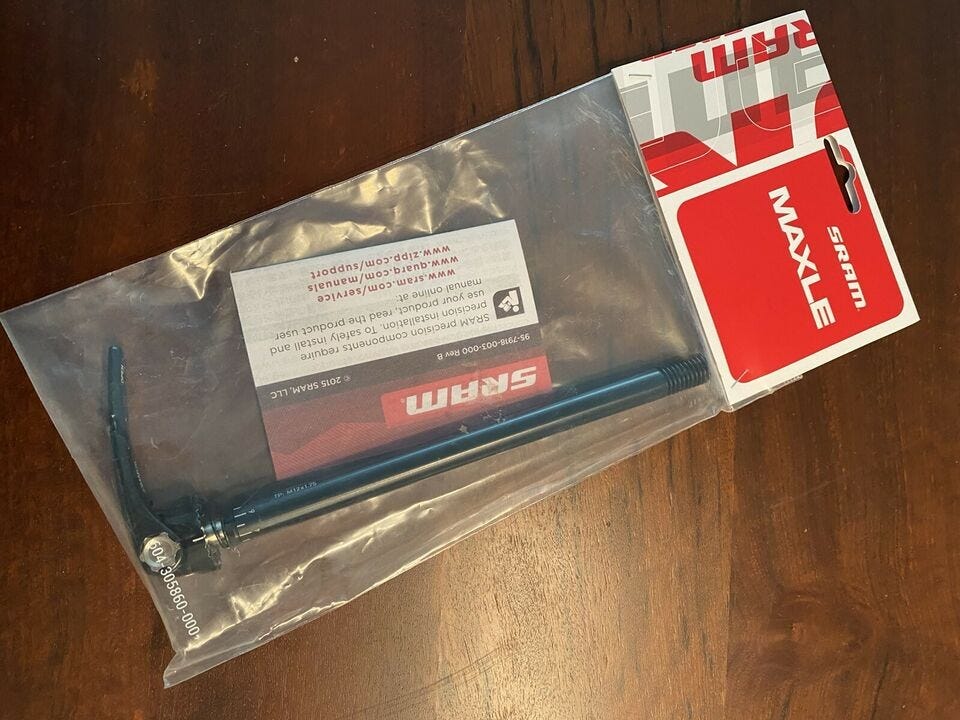 SRAM
SRAM
MAXLE
SRAM
© 2015 SRAM, LLC
95-7918-003-000 Rev B
SRAM precision components require
precision installation. To safely install and
use your product, read the product user
manual online at:
www.sram.com/service
www.quarq.com/manuals
www.zipp.com/support
M12x1.75